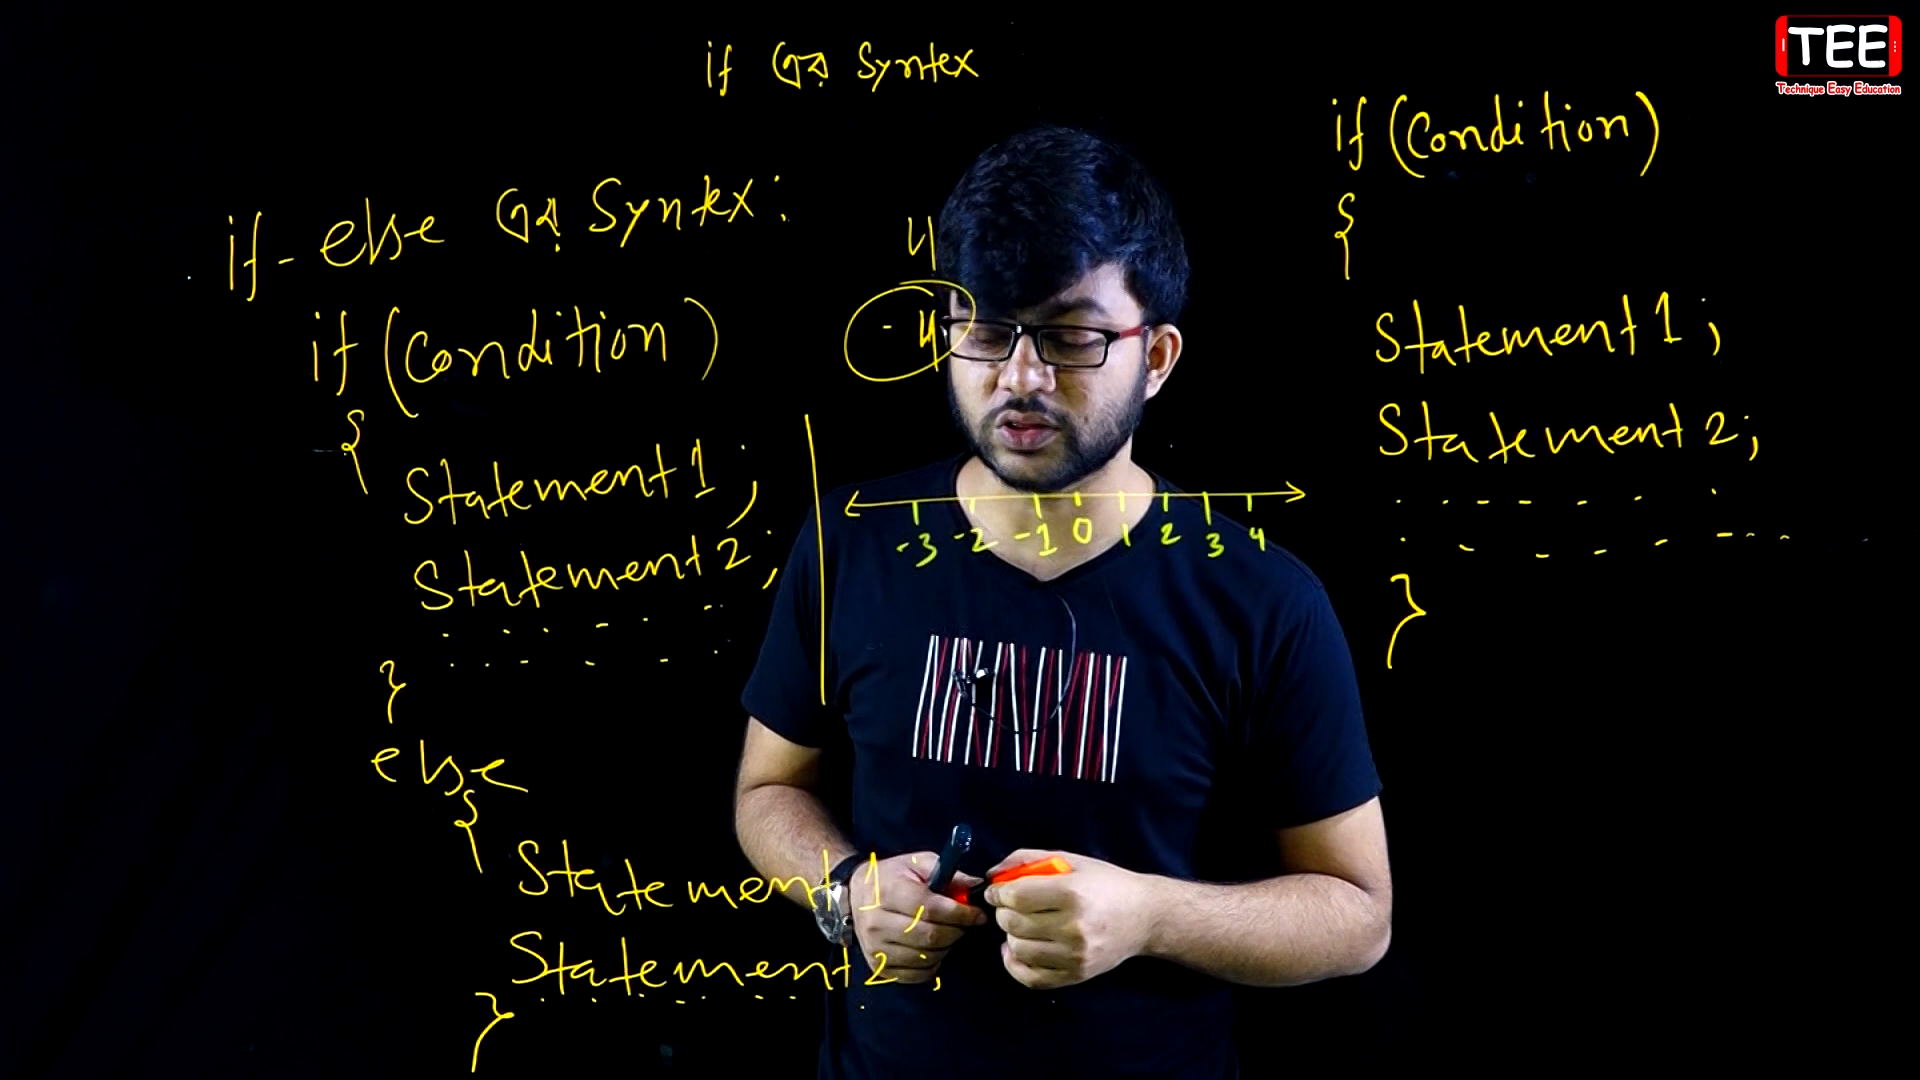 if এর Syntex
if-else এর Syntex:
if (Condition)
{
Statement 1;
Statement 2;
. . . - - .
. . . - - - .
}
else
{
Statement 1;
Statement 2;
. . . - - - .
}
4
-4
-3 -2 -1 0 1 2 3 4
if (Condition)
{
Statement 1;
Statement 2;
. . - - - - .
. - - - - - - - -
}
TEE
Technique Easy Education